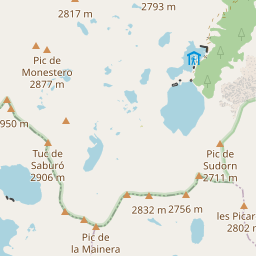 2817 m
2793 m
Pic de
Monestero
2877 m
950 m
Tuc de
Saburó
2906 m
Pic de
Sudorn
2711 m
2832 m
2756 m
les Picar
2802 m
Pic de
la Mainera